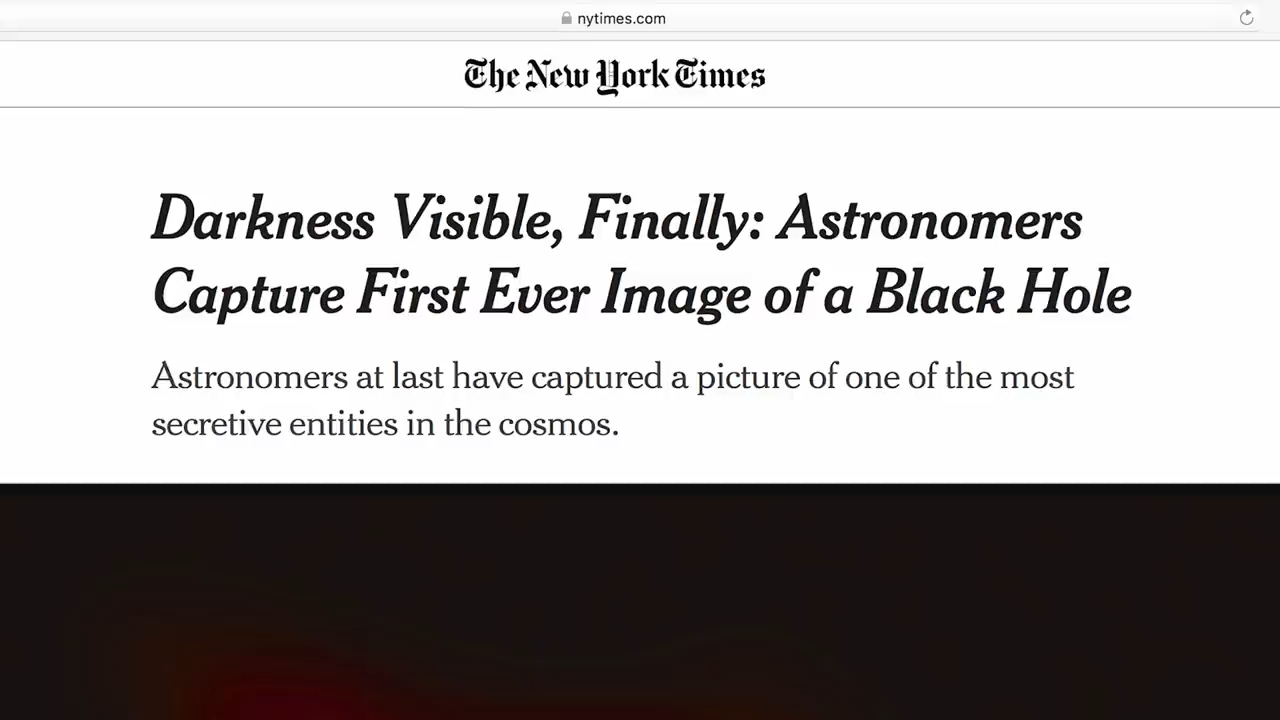 nytimes.com
The New York Times
Darkness Visible, Finally: Astronomers
Capture First Ever Image of a Black Hole
Astronomers at last have captured a picture of one of the most
secretive entities in the cosmos.